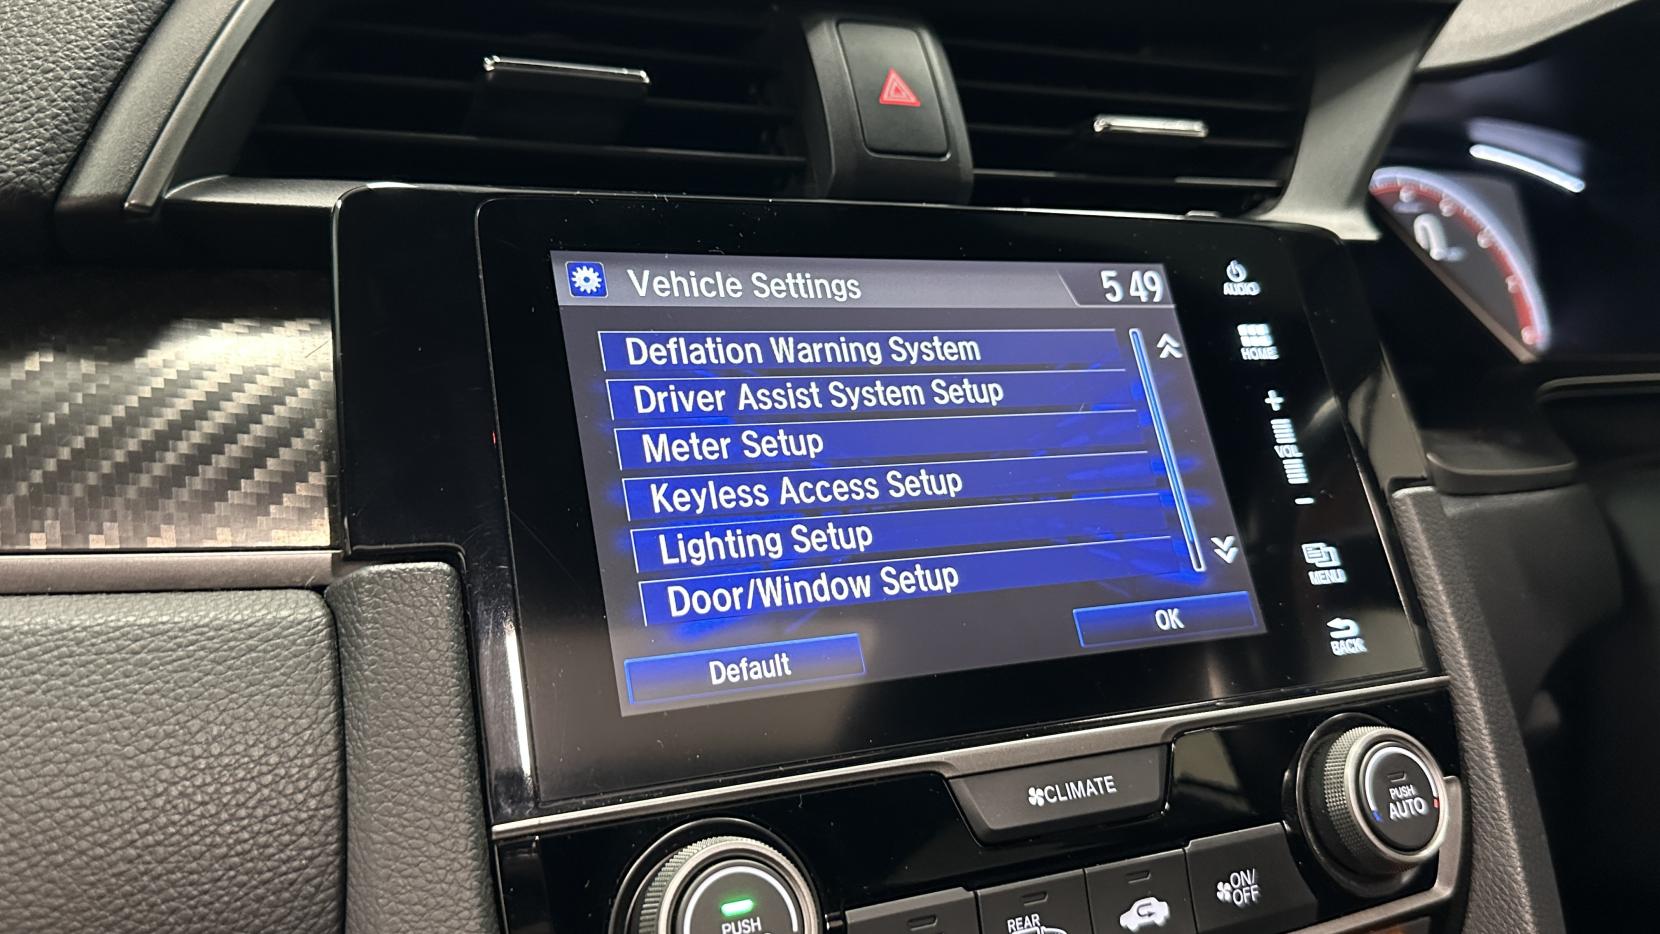 Vehicle Settings
5 49
Deflation Warning System
Driver Assist System Setup
Meter Setup
Keyless Access Setup
Lighting Setup
Door/Window Setup
Default
OK
AUDIO
HOME
+
VOL
-
MENU
BACK
0
CLIMATE
PUSH
AUTO
PUSH
REAR
ON/
OFF